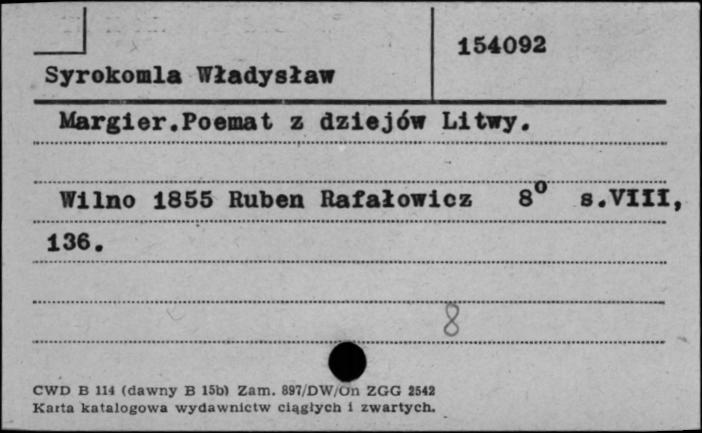 154092
Syrokomla Władysław
Margier.Poemat z dziejów Litwy.
Wilno 1855 Ruben Rafałowicz 8° s.VIII,
136.
8
CWD B 114 (dawny B 15b) Zam. 897/DW/On ZGG 2542
Karta katalogowa wydawnictw ciągłych i zwartych.